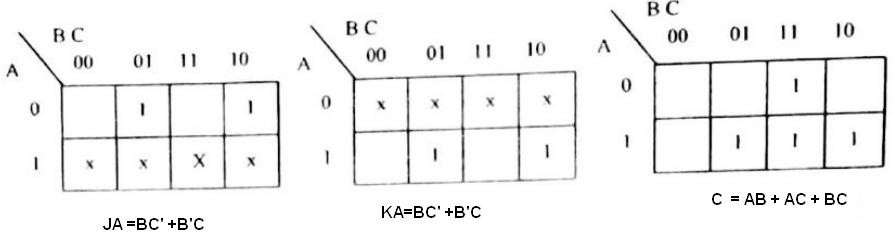 B C
A
00 01 11 10
0 1 1
1 x x X x
JA =BC' +B'C
B C
A
00 01 11 10
0 x x x x
1 1 1
KA=BC' +B'C
B C
A
00 01 11 10
0 1
1 1 1 1
C = AB + AC + BC